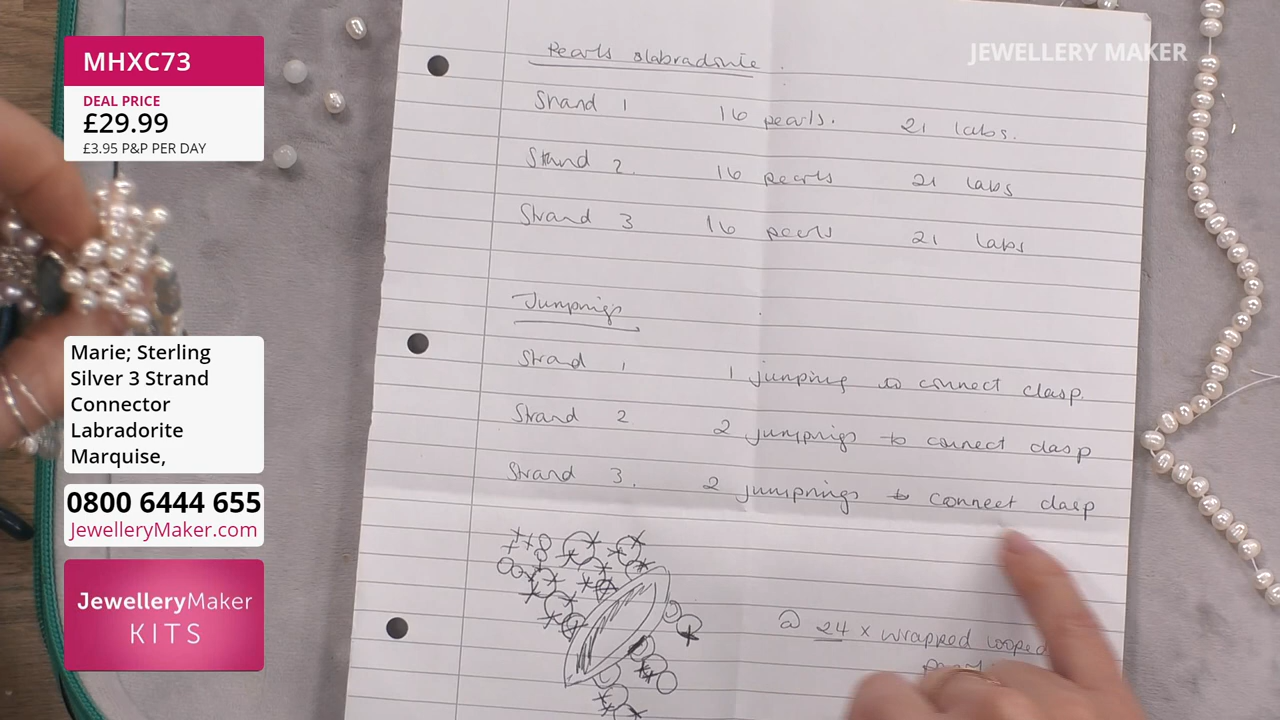 MHXC73
DEAL PRICE
£29.99
£3.95 P&P PER DAY
Marie; Sterling
Silver 3 Strand
Connector
Labradorite
Marquise,
0800 6444 655
JewelleryMaker.com
JewelleryMaker
KITS
JEWELLERY MAKER
Pearls & labradorite
Strand 1 16 pearls. 21 labs.
Strand 2. 16 pearls 21 labs
Strand 3 16 pearls 21 labs
Jumprings
Strand 1 1 jumpring to connect clasp
Strand 2 2 jumprings to connect clasp
Strand 3. 2 jumprings to connect clasp
24 x wrapped looped